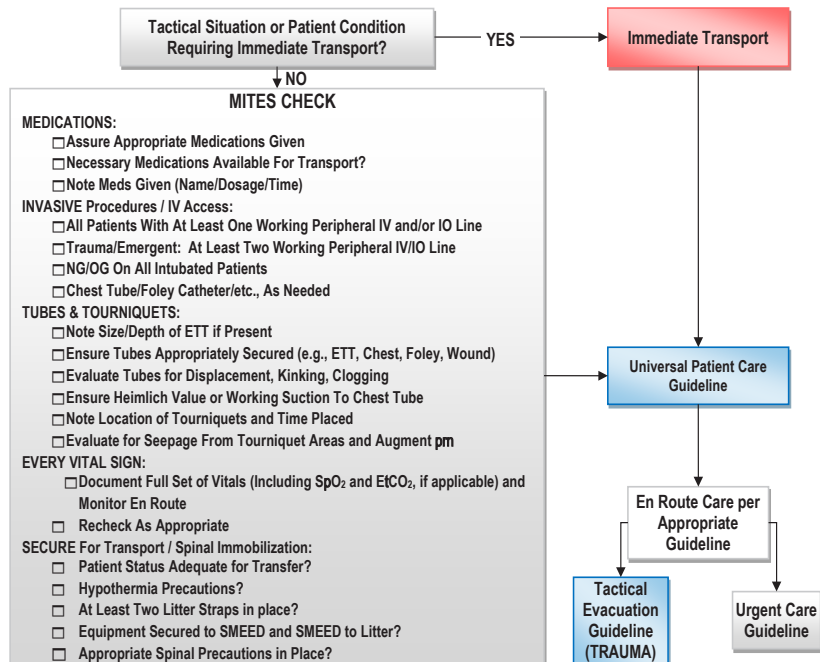 Tactical Situation or Patient Condition
Requiring Immediate Transport?
YES
Immediate Transport
NO
MITES CHECK
MEDICATIONS:
Assure Appropriate Medications Given
Necessary Medications Available For Transport?
Note Meds Given (Name/Dosage/Time)
INVASIVE Procedures / IV Access:
All Patients With At Least One Working Peripheral IV and/or IO Line
Trauma/Emergent: At Least Two Working Peripheral IV/IO Line
NG/OG On All Intubated Patients
Chest Tube/Foley Catheter/etc., As Needed
TUBES & TOURNIQUETS:
Note Size/Depth of ETT if Present
Ensure Tubes Appropriately Secured (e.g., ETT, Chest, Foley, Wound)
Evaluate Tubes for Displacement, Kinking, Clogging
Ensure Heimlich Value or Working Suction To Chest Tube
Note Location of Tourniquets and Time Placed
Evaluate for Seepage From Tourniquet Areas and Augment prn
EVERY VITAL SIGN:
Document Full Set of Vitals (Including SpO₂ and EtCO₂, if applicable) and
Monitor En Route
Recheck As Appropriate
SECURE For Transport / Spinal Immobilization:
Patient Status Adequate for Transfer?
Hypothermia Precautions?
At Least Two Litter Straps in place?
Equipment Secured to SMEED and SMEED to Litter?
Appropriate Spinal Precautions in Place?
Universal Patient Care
Guideline
En Route Care per
Appropriate
Guideline
Tactical
Evacuation
Guideline
(TRAUMA)
Urgent Care
Guideline